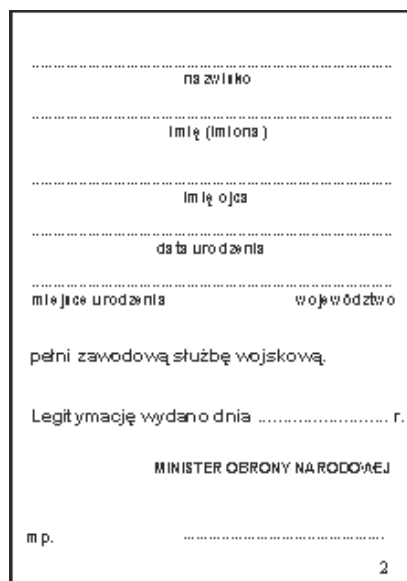 ........................................................................
nazwisko
........................................................................
imię (imiona)
........................................................................
imię ojca
........................................................................
data urodzenia
........................................................................
miejsce urodzenia województwo
pełni zawodową służbę wojskową.
Legitymację wydano dnia .......................... r.
MINISTER OBRONY NARODOWEJ
mp. .............................................
2